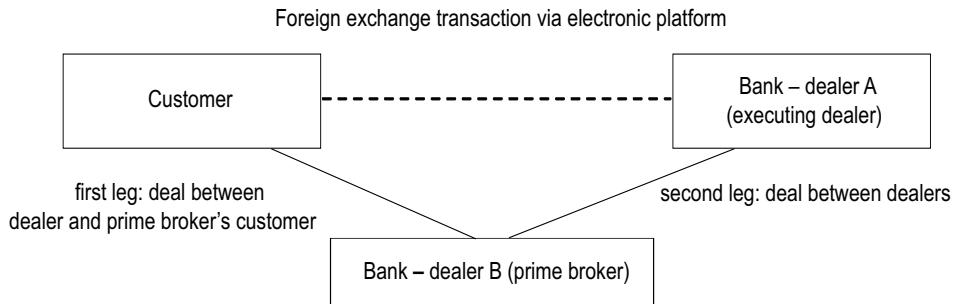 Foreign exchange transaction via electronic platform
Customer
Bank – dealer A
(executing dealer)
first leg: deal between
dealer and prime broker's customer
second leg: deal between dealers
Bank – dealer B (prime broker)